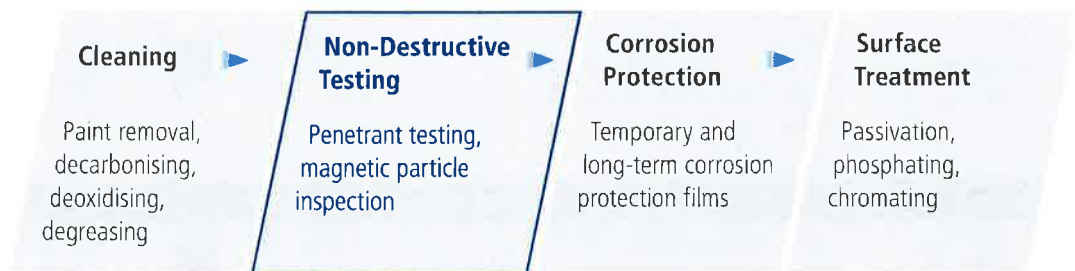 Cleaning
Paint removal,
decarbonising,
deoxidising,
degreasing
Non-Destructive
Testing
Penetrant testing,
magnetic particle
inspection
Corrosion
Protection
Temporary and
long-term corrosion
protection films
Surface
Treatment
Passivation,
phosphating,
chromating